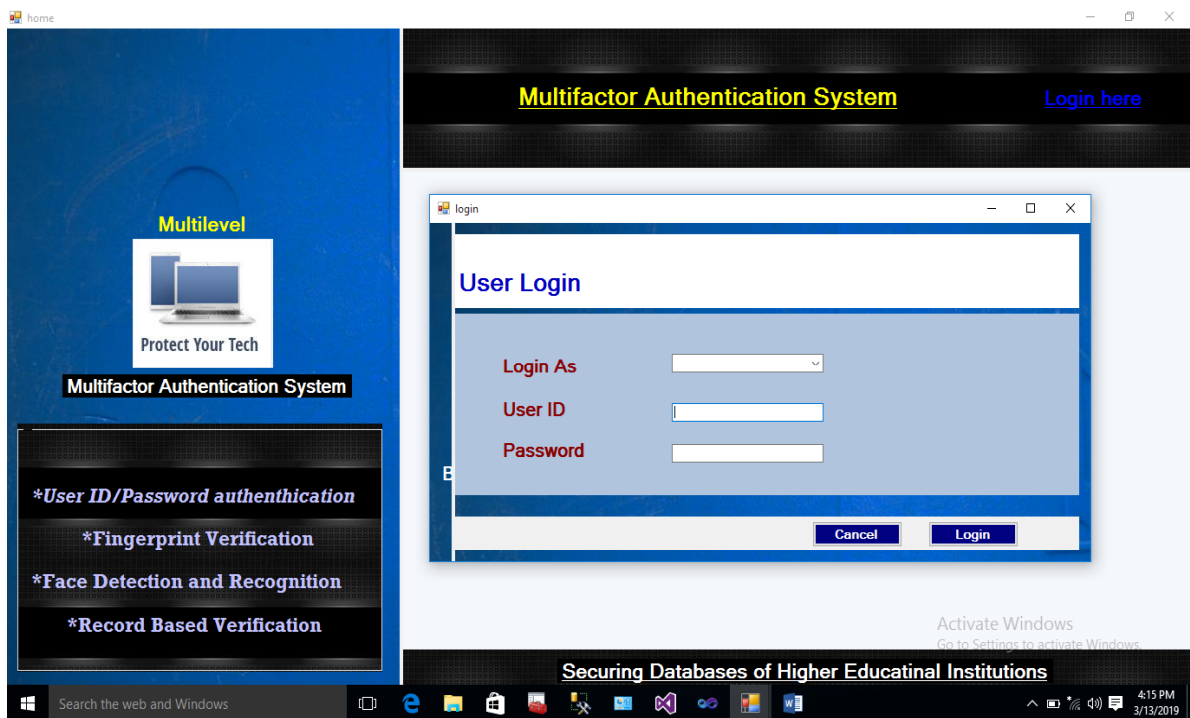 home
Multifactor Authentication System
Login here
Multilevel
Protect Your Tech
Multifactor Authentication System
*User ID/Password authenthication
*Fingerprint Verification
*Face Detection and Recognition
*Record Based Verification
login
User Login
Login As
User ID
Password
B
Cancel
Login
Activate Windows
Go to Settings to activate Windows.
Securing Databases of Higher Educatinal Institutions
Search the web and Windows
4:15 PM
3/13/2019